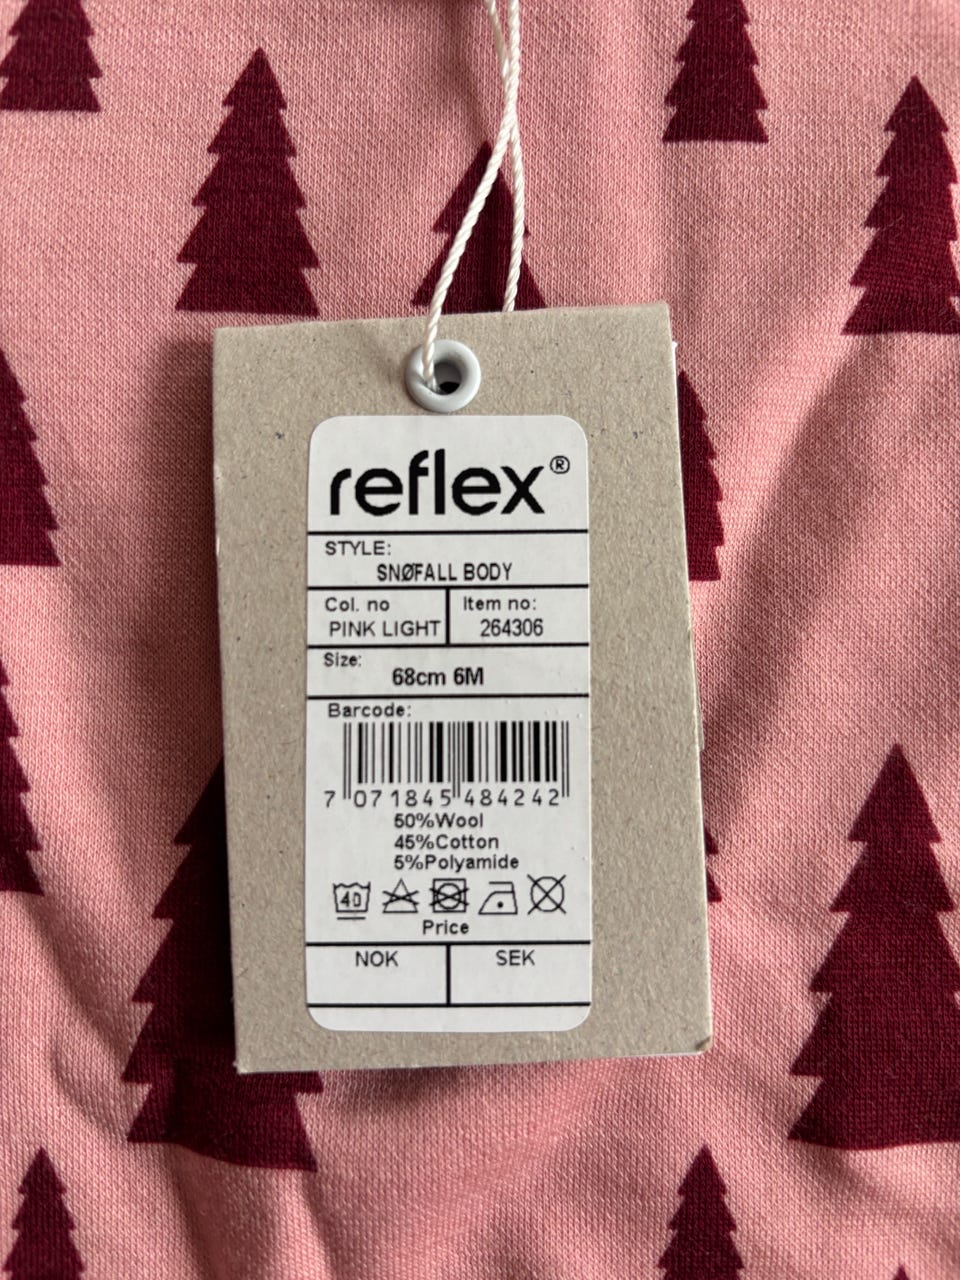 reflex®
STYLE:
SNØFALL BODY
Col. no Item no:
PINK LIGHT 264306
Size:
68cm 6M
Barcode:
7 071845 484242
50%Wool
45%Cotton
5%Polyamide
40
Price
NOK SEK